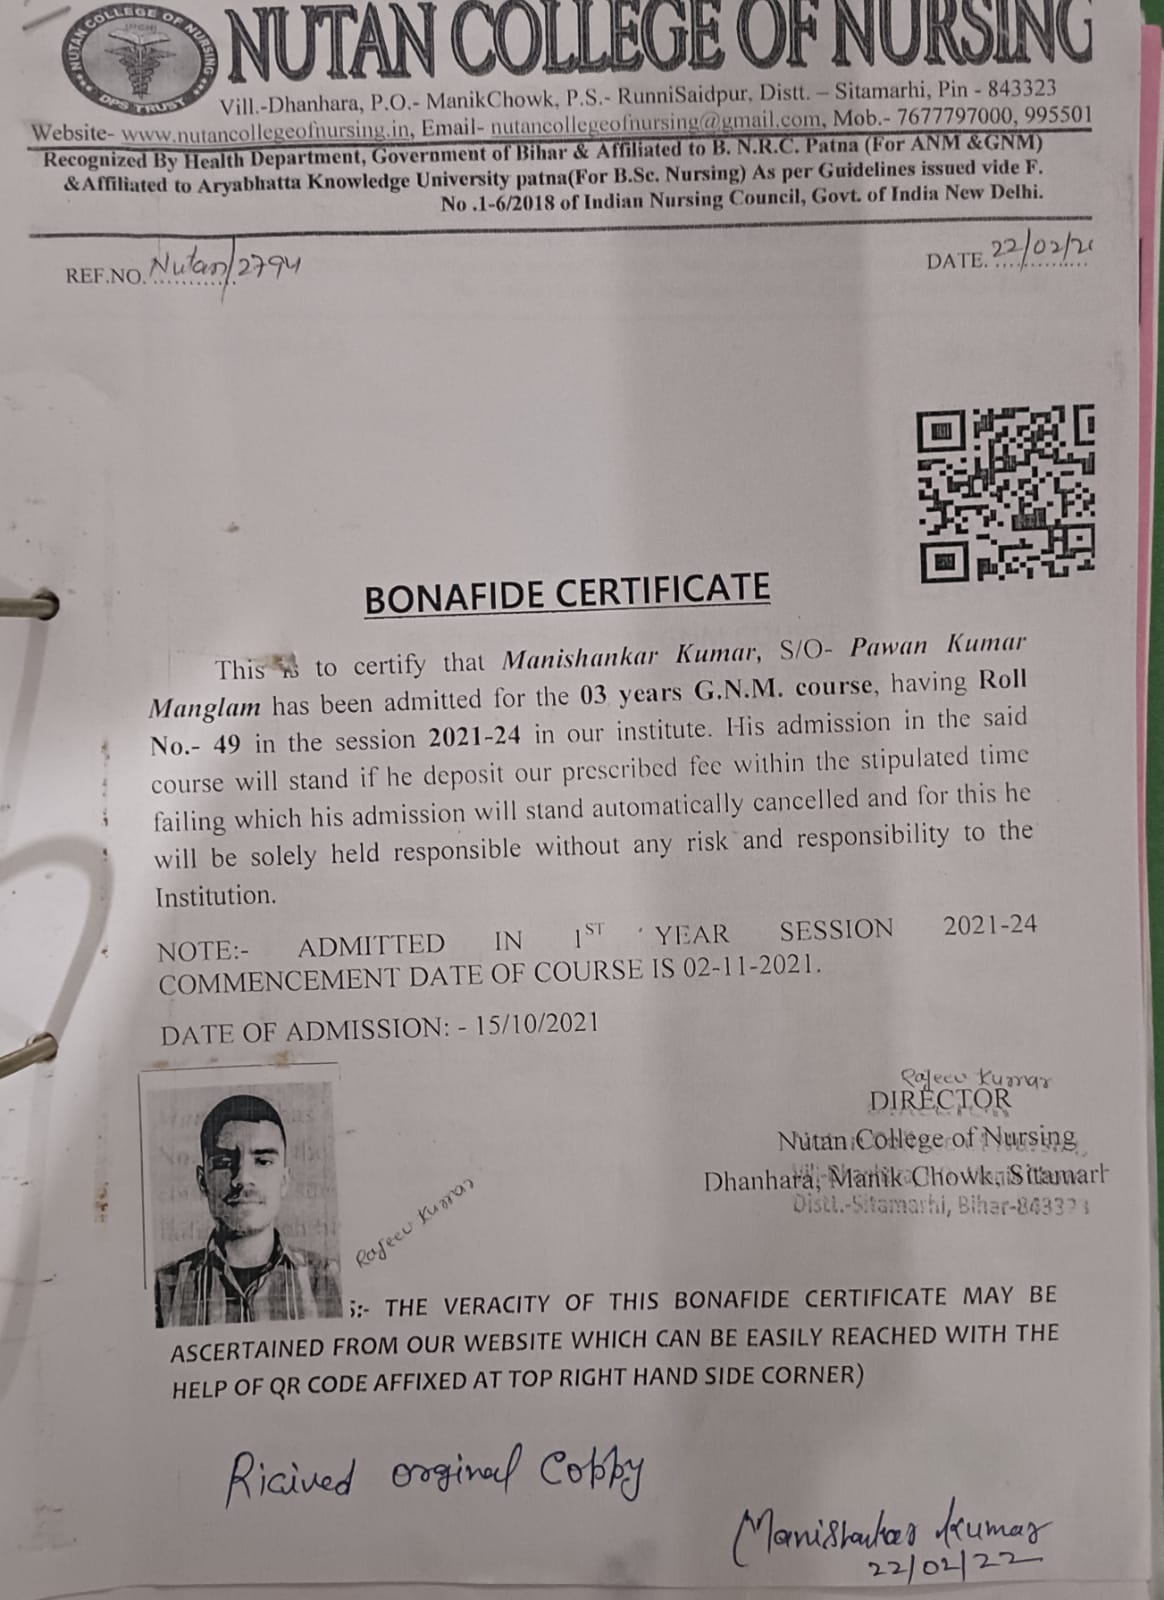 NUTAN COLLEGE OF NURSING
NUTAN COLLEGE OF NURSING
DPS TRUST
Vill.-Dhanhara, P.O.- ManikChowk, P.S.- RunniSaidpur, Distt. – Sitamarhi, Pin - 843323
Website- www.nutancollegeofnursing.in, Email- nutancollegeofnursing@gmail.com, Mob.- 7677797000, 995501
Recognized By Health Department, Government of Bihar & Affiliated to B. N.R.C. Patna (For ANM &GNM)
&Affiliated to Aryabhatta Knowledge University patna(For B.Sc. Nursing) As per Guidelines issued vide F.
No .1-6/2018 of Indian Nursing Council, Govt. of India New Delhi.
REF.NO. Nutan/2794
DATE. 22/02/2
BONAFIDE CERTIFICATE
This is to certify that Manishankar Kumar, S/O- Pawan Kumar
Manglam has been admitted for the 03 years G.N.M. course, having Roll
No.- 49 in the session 2021-24 in our institute. His admission in the said
course will stand if he deposit our prescribed fee within the stipulated time
failing which his admission will stand automatically cancelled and for this he
will be solely held responsible without any risk and responsibility to the
Institution.
NOTE:- ADMITTED IN 1ST YEAR SESSION 2021-24
COMMENCEMENT DATE OF COURSE IS 02-11-2021.
DATE OF ADMISSION: - 15/10/2021
Rajeev Kumar
DIRECTOR
Nutan College of Nursing
Dhanhara, Manik Chowk, Sitamarh
Distt.-Sitamarhi, Bihar-843323
Rajeev Kumar
:- THE VERACITY OF THIS BONAFIDE CERTIFICATE MAY BE
ASCERTAINED FROM OUR WEBSITE WHICH CAN BE EASILY REACHED WITH THE
HELP OF QR CODE AFFIXED AT TOP RIGHT HAND SIDE CORNER)
Ricived orginal Cobby
Manishankar Kumar
22/02/22